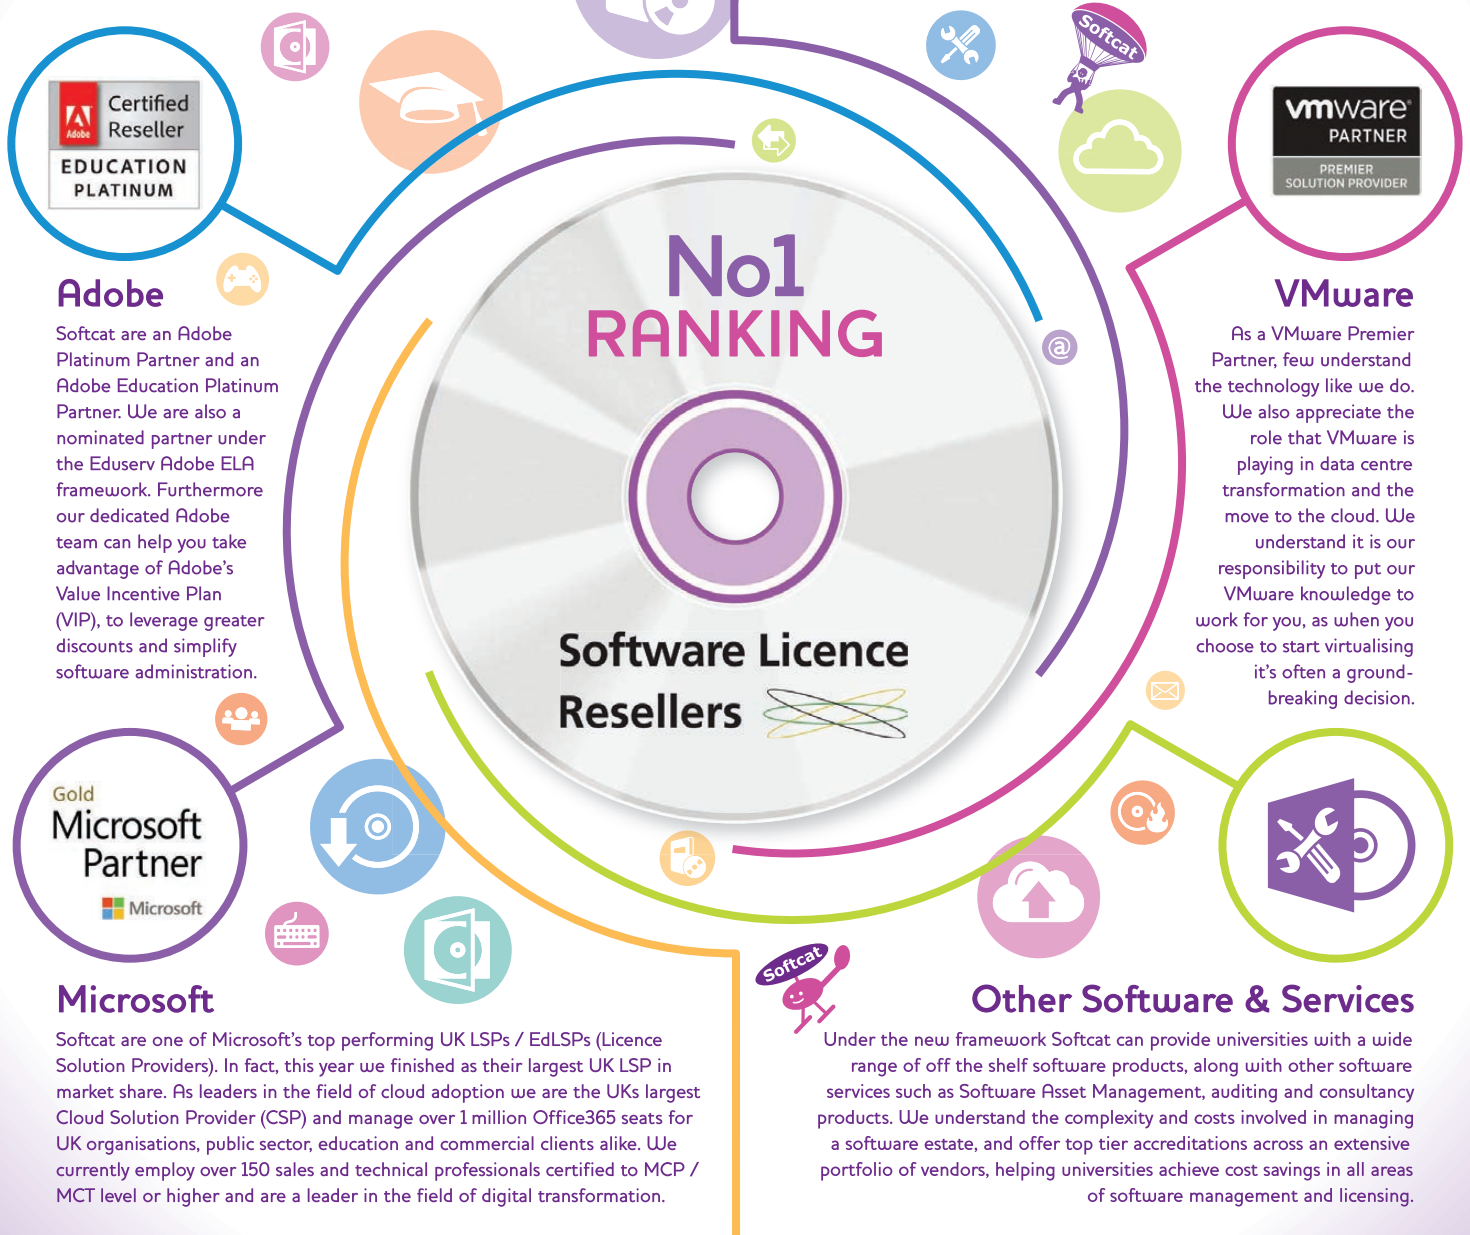 Softcat
Adobe
Certified
Reseller
EDUCATION
PLATINUM
vmware®
PARTNER
PREMIER
SOLUTION PROVIDER
No1
RANKING
@
Software Licence
Resellers
Adobe
Softcat are an Adobe
Platinum Partner and an
Adobe Education Platinum
Partner. We are also a
nominated partner under
the Eduserv Adobe ELA
framework. Furthermore
our dedicated Adobe
team can help you take
advantage of Adobe's
Value Incentive Plan
(VIP), to leverage greater
discounts and simplify
software administration.
VMware
As a VMware Premier
Partner, few understand
the technology like we do.
We also appreciate the
role that VMware is
playing in data centre
transformation and the
move to the cloud. We
understand it is our
responsibility to put our
VMware knowledge to
work for you, as when you
choose to start virtualising
it's often a ground-
breaking decision.
Gold
Microsoft
Partner
Microsoft
Softcat
Microsoft
Softcat are one of Microsoft's top performing UK LSPs / EdLSPs (Licence
Solution Providers). In fact, this year we finished as their largest UK LSP in
market share. As leaders in the field of cloud adoption we are the UKs largest
Cloud Solution Provider (CSP) and manage over 1 million Office365 seats for
UK organisations, public sector, education and commercial clients alike. We
currently employ over 150 sales and technical professionals certified to MCP /
MCT level or higher and are a leader in the field of digital transformation.
Other Software & Services
Under the new framework Softcat can provide universities with a wide
range of off the shelf software products, along with other software
services such as Software Asset Management, auditing and consultancy
products. We understand the complexity and costs involved in managing
a software estate, and offer top tier accreditations across an extensive
portfolio of vendors, helping universities achieve cost savings in all areas
of software management and licensing.